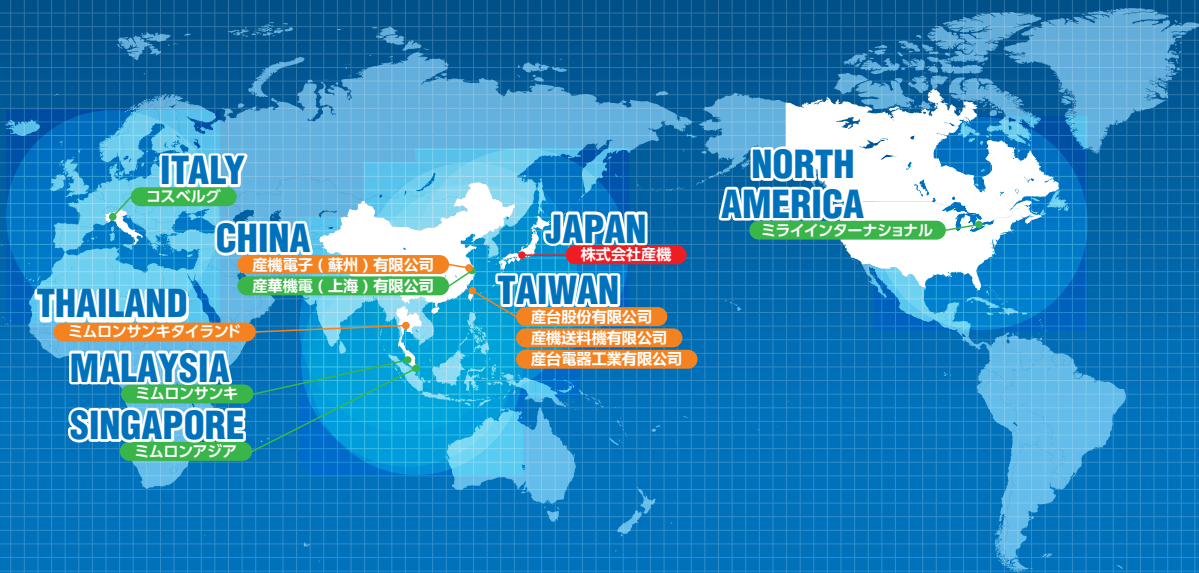 ITALY
コスベルグ
CHINA
産機電子(蘇州)有限公司
産華機電(上海)有限公司
JAPAN
株式会社産機
TAIWAN
産台股份有限公司
産機送料機有限公司
産台電器工業有限公司
THAILAND
ミムロンサンキタイランド
MALAYSIA
ミムロンサンキ
SINGAPORE
ミムロンアジア
NORTH
AMERICA
ミライインターナショナル